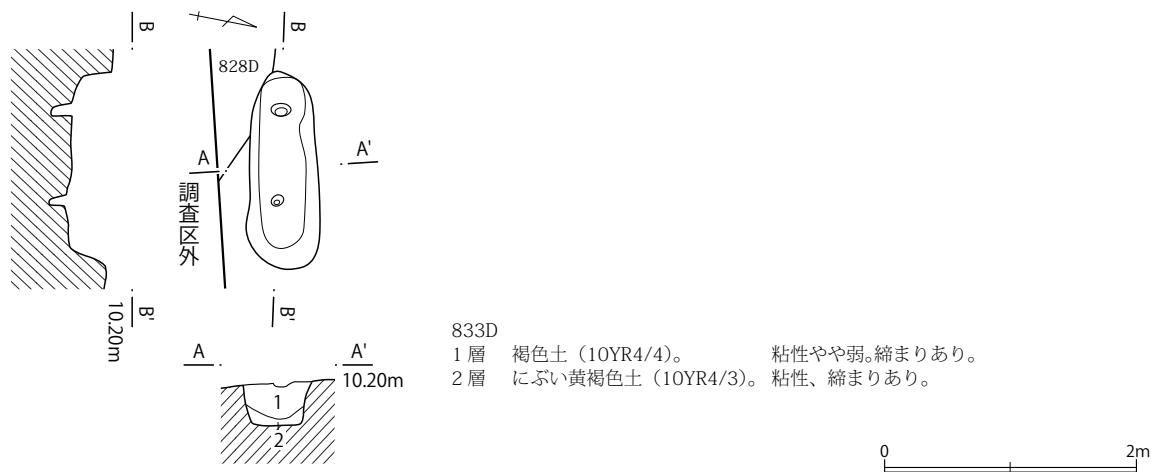 B B
828D
A A'
調査区外
B' B'
10.20m
A A'
10.20m
1
2
833D
1層 褐色土（10YR4/4）。 粘性やや弱。締まりあり。
2層 にぶい黄褐色土（10YR4/3）。 粘性、締まりあり。
0 2m